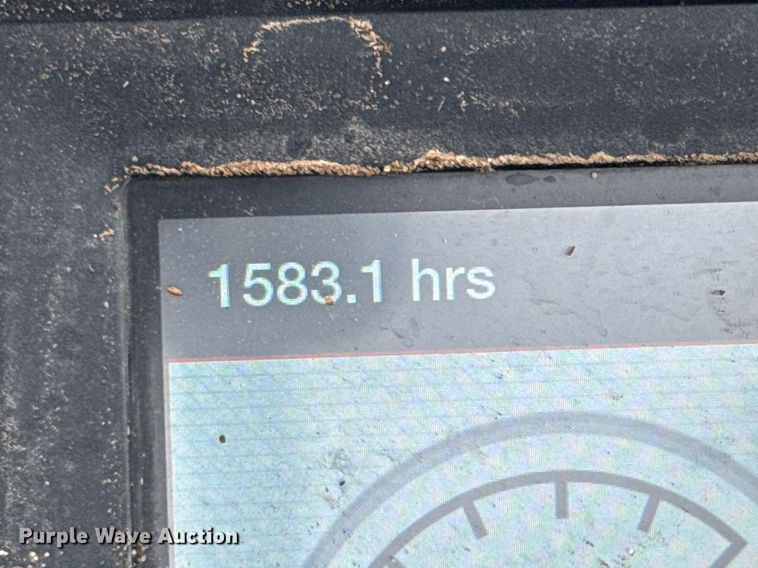 1583.1 hrs
Purple Wave Auction